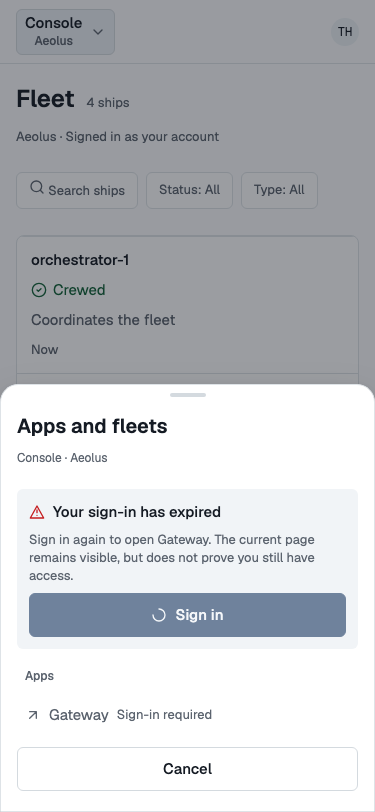 Console
Aeolus
TH
Fleet 4 ships
Aeolus · Signed in as your account
Search ships Status: All Type: All
orchestrator-1
Crewed
Coordinates the fleet
Now
Apps and fleets
Console · Aeolus
Your sign-in has expired
Sign in again to open Gateway. The current page
remains visible, but does not prove you still have
access.
Sign in
Apps
Gateway Sign-in required
Cancel